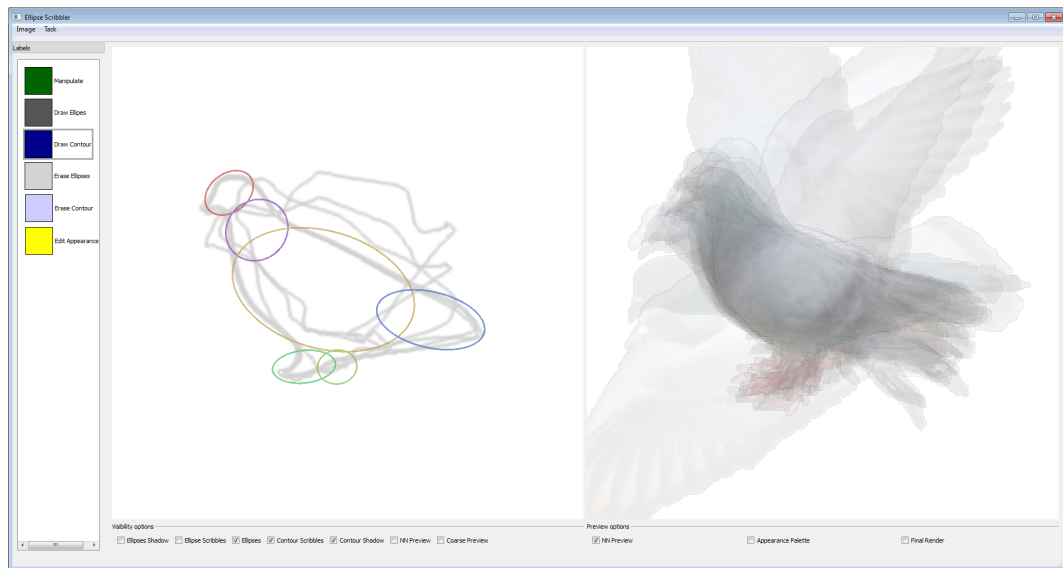 Ellipse Scribbler
Image Task
Labels
Manipulate
Draw Ellipes
Draw Contour
Erase Ellipses
Erase Contour
Edit Appearance
Visibility options
Ellipses Shadow Ellipse Scribbles Ellipses Contour Scribbles Contour Shadow NN Preview Coarse Preview
Preview options
NN Preview Appearance Palette Final Render